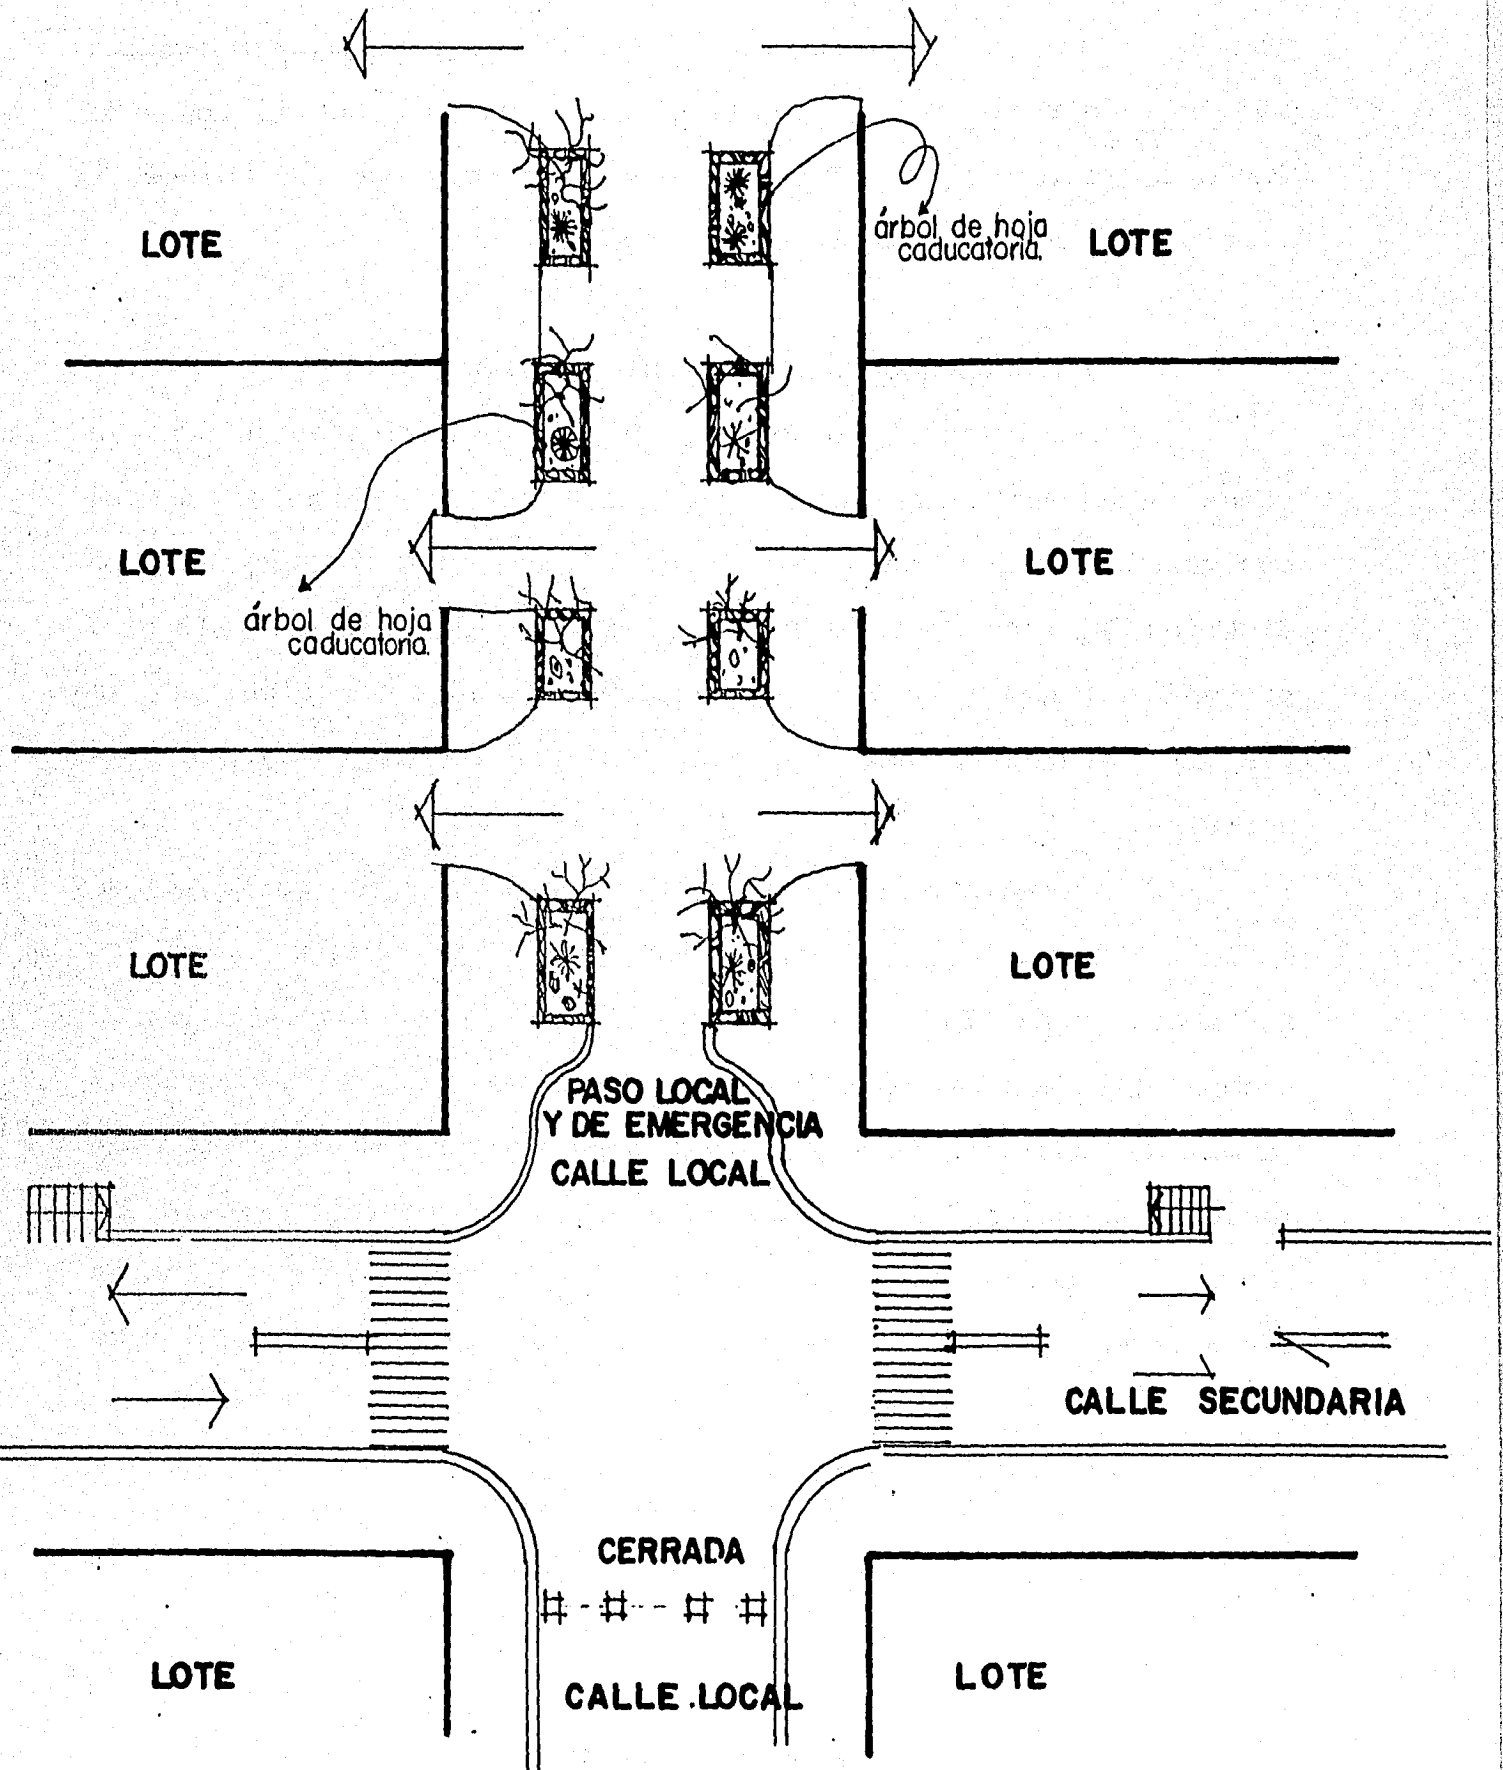 LOTE
árbol de hoja
caducatoria.
LOTE
LOTE
LOTE
árbol de hoja
caducatoria.
LOTE
LOTE
PASO LOCAL
Y DE EMERGENCIA
CALLE LOCAL
CALLE SECUNDARIA
CERRADA
LOTE
LOTE
CALLE LOCAL